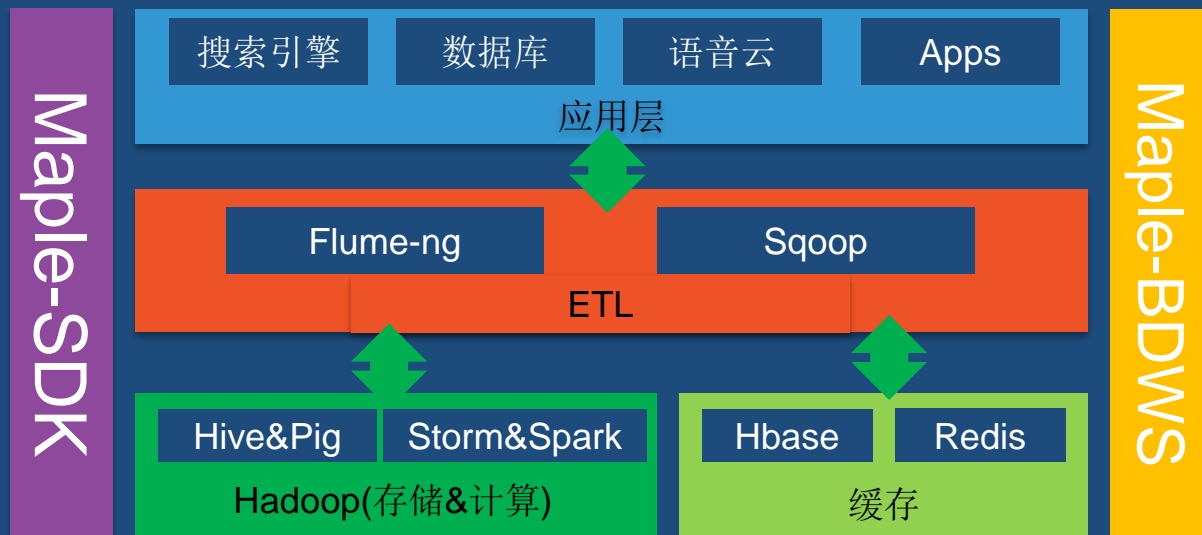 Maple-SDK
搜索引擎
数据库
语音云
Apps
应用层
Flume-ng
Sqoop
ETL
Hive&Pig
Storm&Spark
Hadoop(存储&计算)
Hbase
Redis
缓存
Maple-BDWS